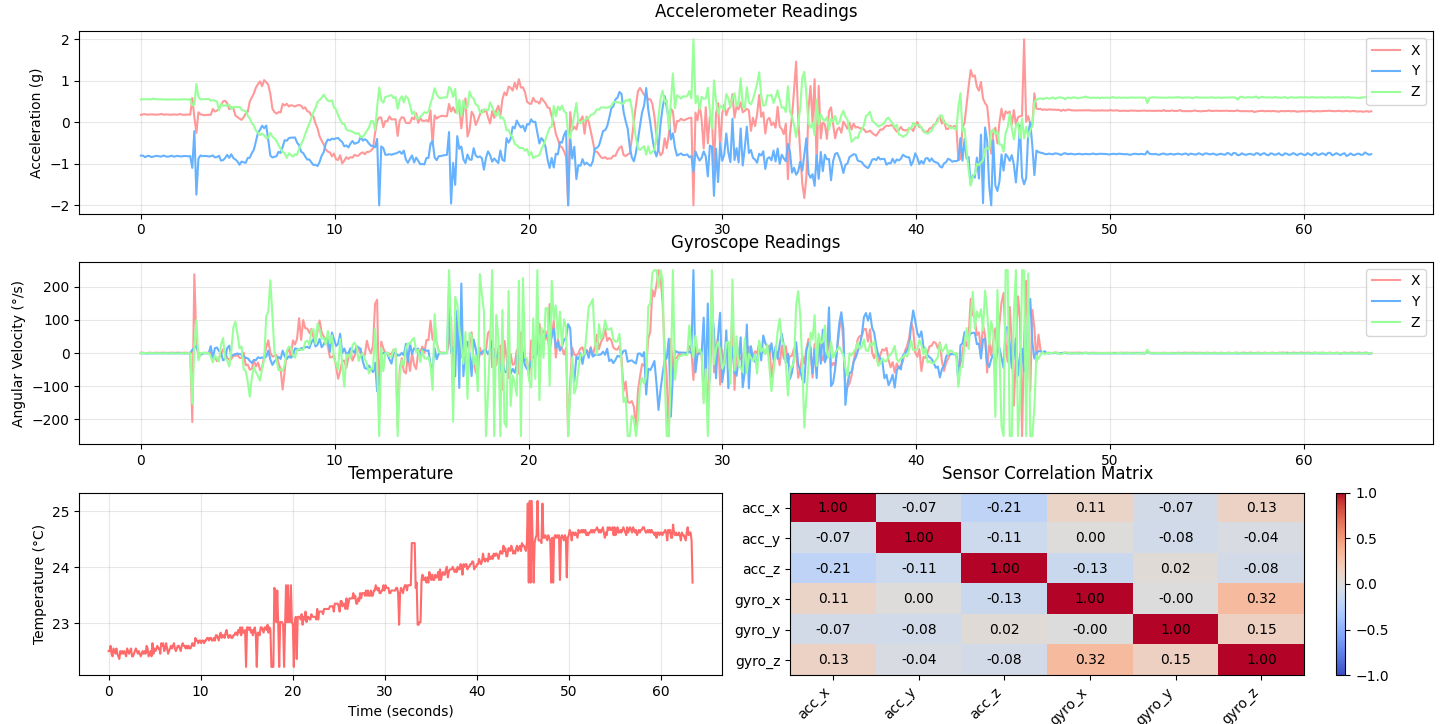 Accelerometer Readings
Acceleration (g)
2
1
0
−1
−2
X
Y
Z
0 10 20 30 40 50 60
Gyroscope Readings
Angular Velocity (°/s)
200
100
0
−100
−200
X
Y
Z
0 10 20 30 40 50 60
Temperature
Temperature (°C)
25
24
23
0 10 20 30 40 50 60
Time (seconds)
Sensor Correlation Matrix
acc_x 1.00 -0.07 -0.21 0.11 -0.07 0.13
acc_y -0.07 1.00 -0.11 0.00 -0.08 -0.04
acc_z -0.21 -0.11 1.00 -0.13 0.02 -0.08
gyro_x 0.11 0.00 -0.13 1.00 -0.00 0.32
gyro_y -0.07 -0.08 0.02 -0.00 1.00 0.15
gyro_z 0.13 -0.04 -0.08 0.32 0.15 1.00
acc_x acc_y acc_z gyro_x gyro_y gyro_z
1.0
0.5
0.0
−0.5
−1.0